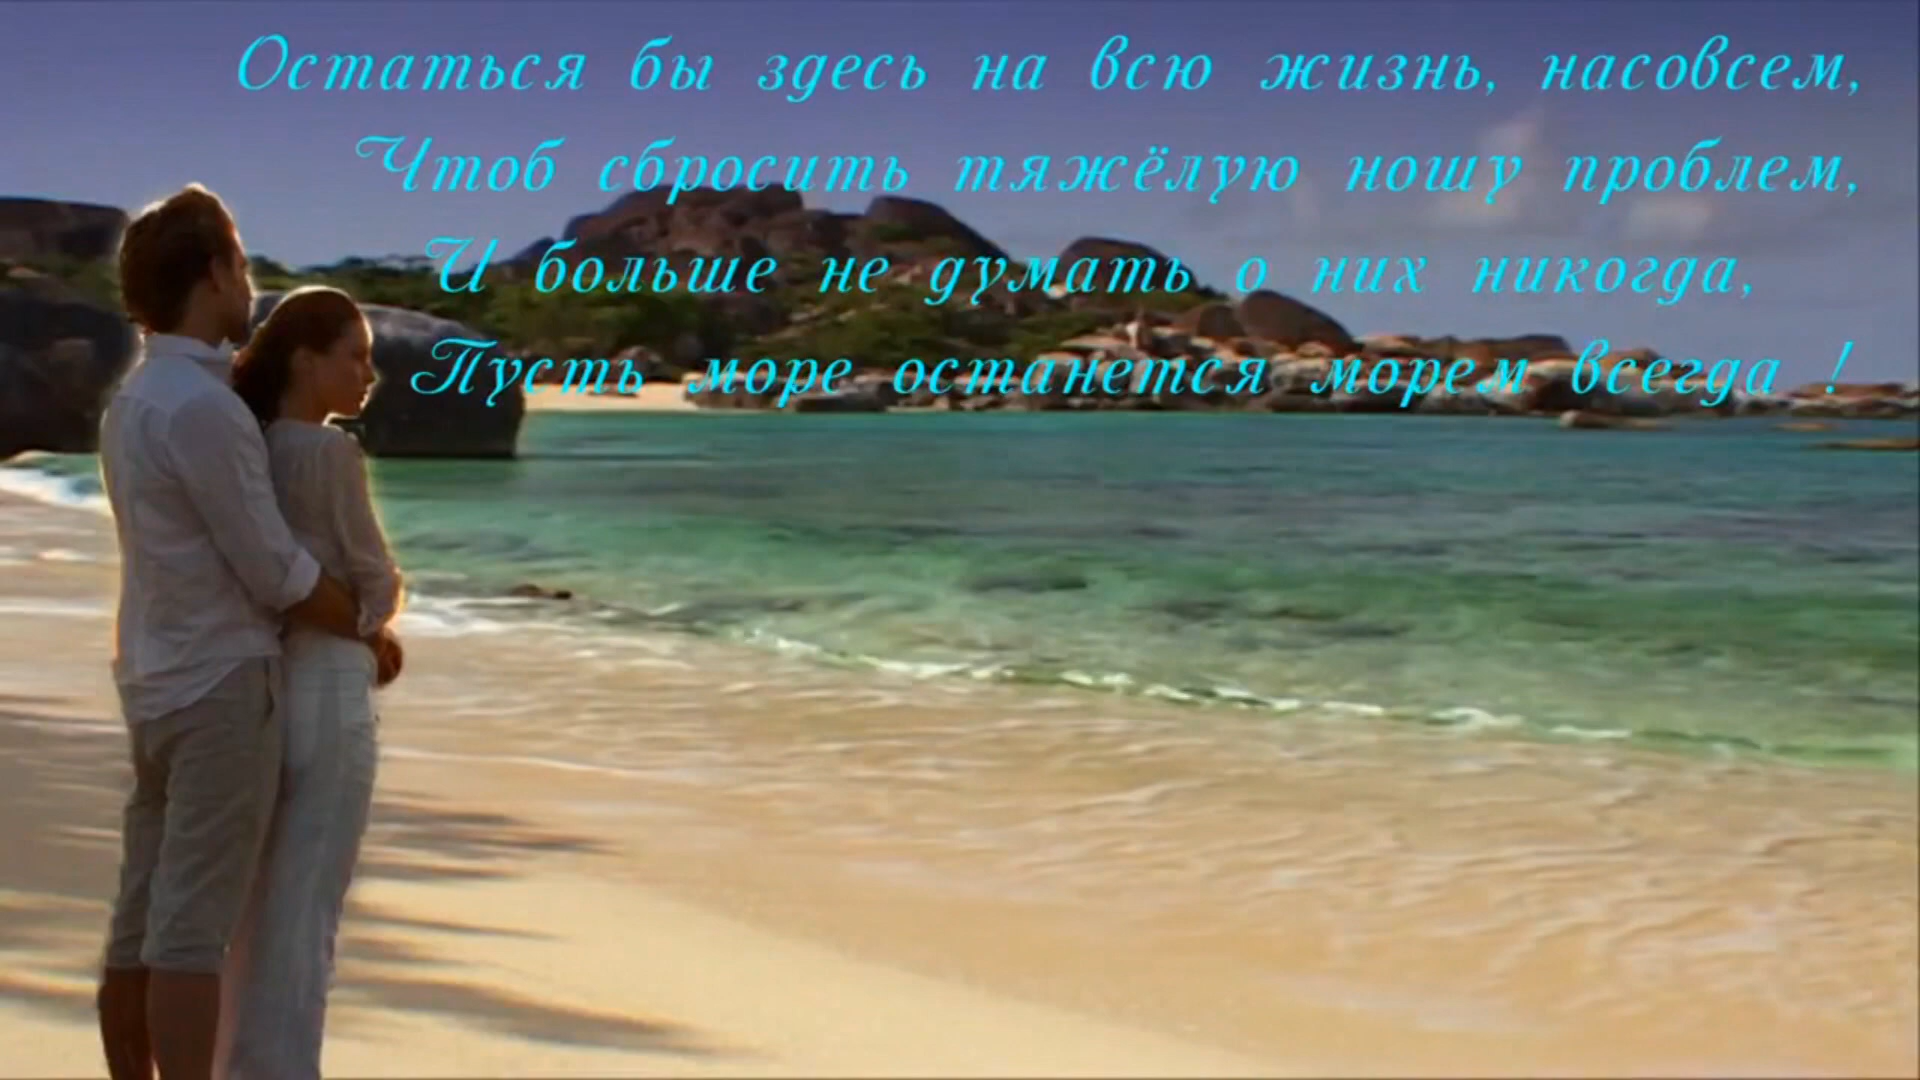 Остаться бы здесь на всю жизнь, насовсем,
Чтоб сбросить тяжёлую ношу проблем,
И больше не думать о них никогда,
Пусть море останется морем всегда !